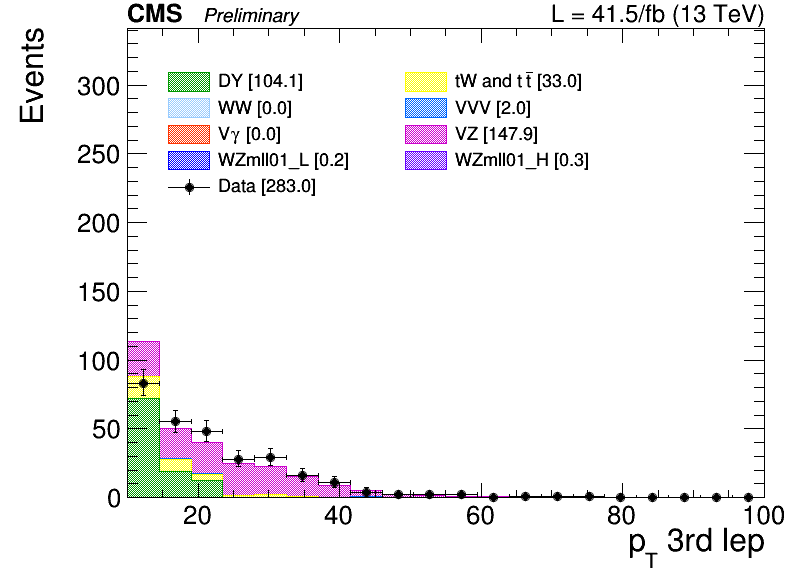 CMS Preliminary L = 41.5/fb (13 TeV)
Events
DY [104.1]
tW and t t̅ [33.0]
WW [0.0]
VVV [2.0]
Vγ [0.0]
VZ [147.9]
WZmll01_L [0.2]
WZmll01_H [0.3]
Data [283.0]
300
250
200
150
100
50
0
20 40 60 80 100
p_T 3rd lep